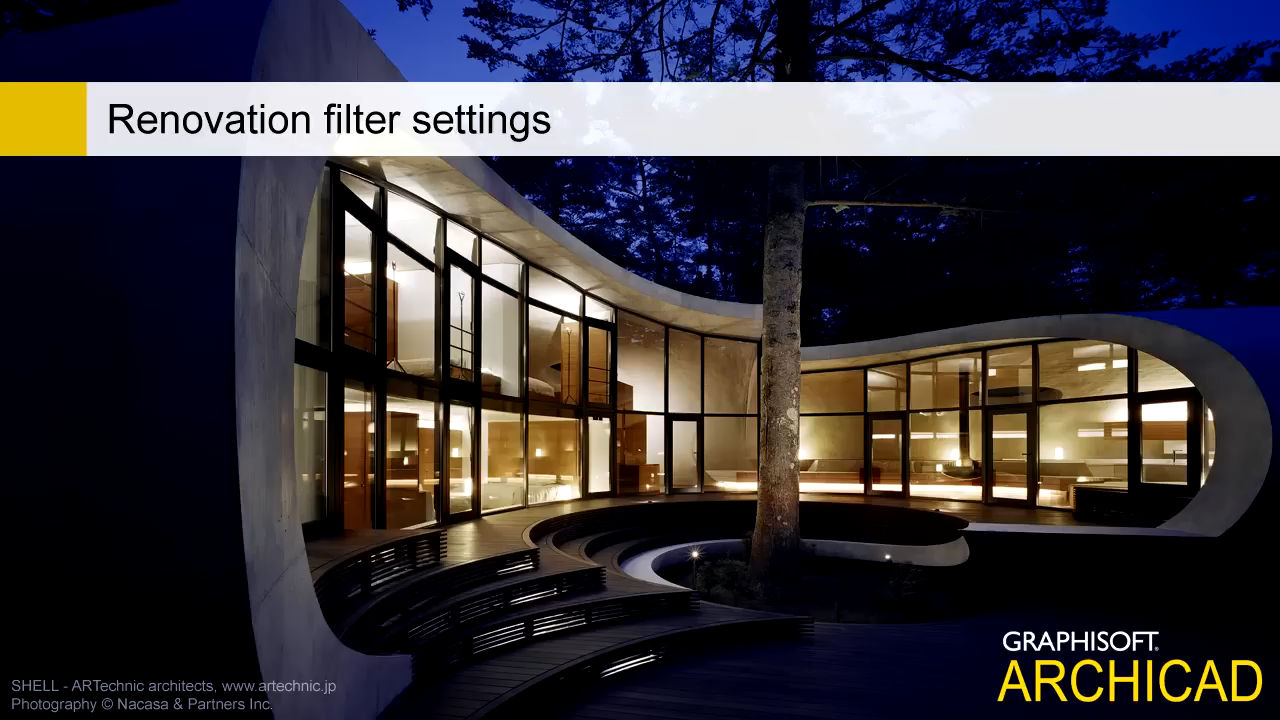 Renovation filter settings
GRAPHISOFT®
ARCHICAD
SHELL - ARTechnic architects, www.artechnic.jp
Photography © Nacasa & Partners Inc.